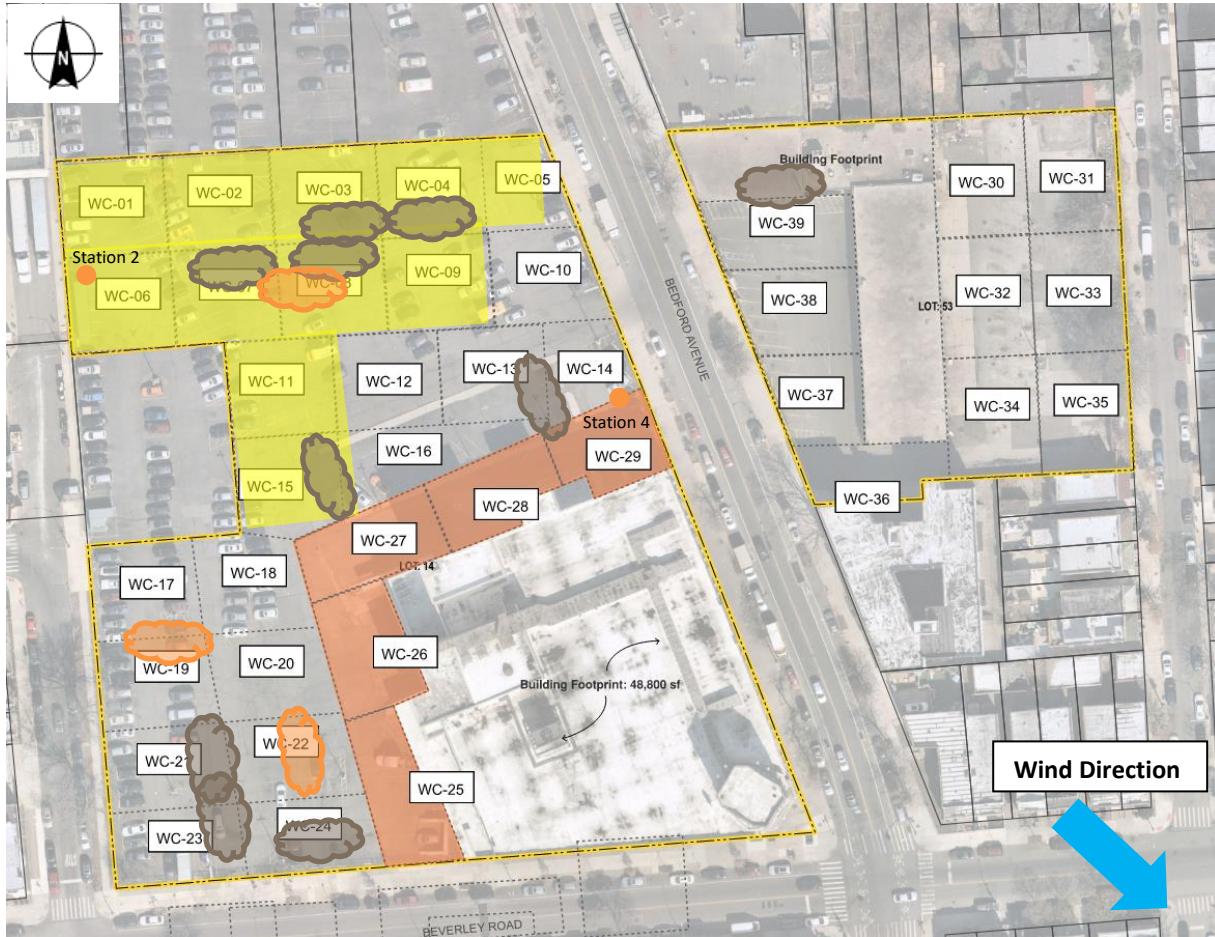 N
Building Footprint
WC-01
WC-02
WC-03
WC-04
WC-05
WC-30
WC-31
WC-39
Station 2
WC-06
WC-09
WC-10
WC-38
LOT: 53
WC-32
WC-33
BEDFORD AVENUE
WC-11
WC-12
WC-13
WC-14
WC-37
WC-34
WC-35
Station 4
WC-15
WC-16
WC-29
WC-36
WC-28
WC-27
LOT: 14
WC-17
WC-18
WC-19
WC-20
WC-26
Building Footprint: 48,800 sf
WC-22
WC-25
Wind Direction
WC-23
WC-24
BEVERLEY ROAD